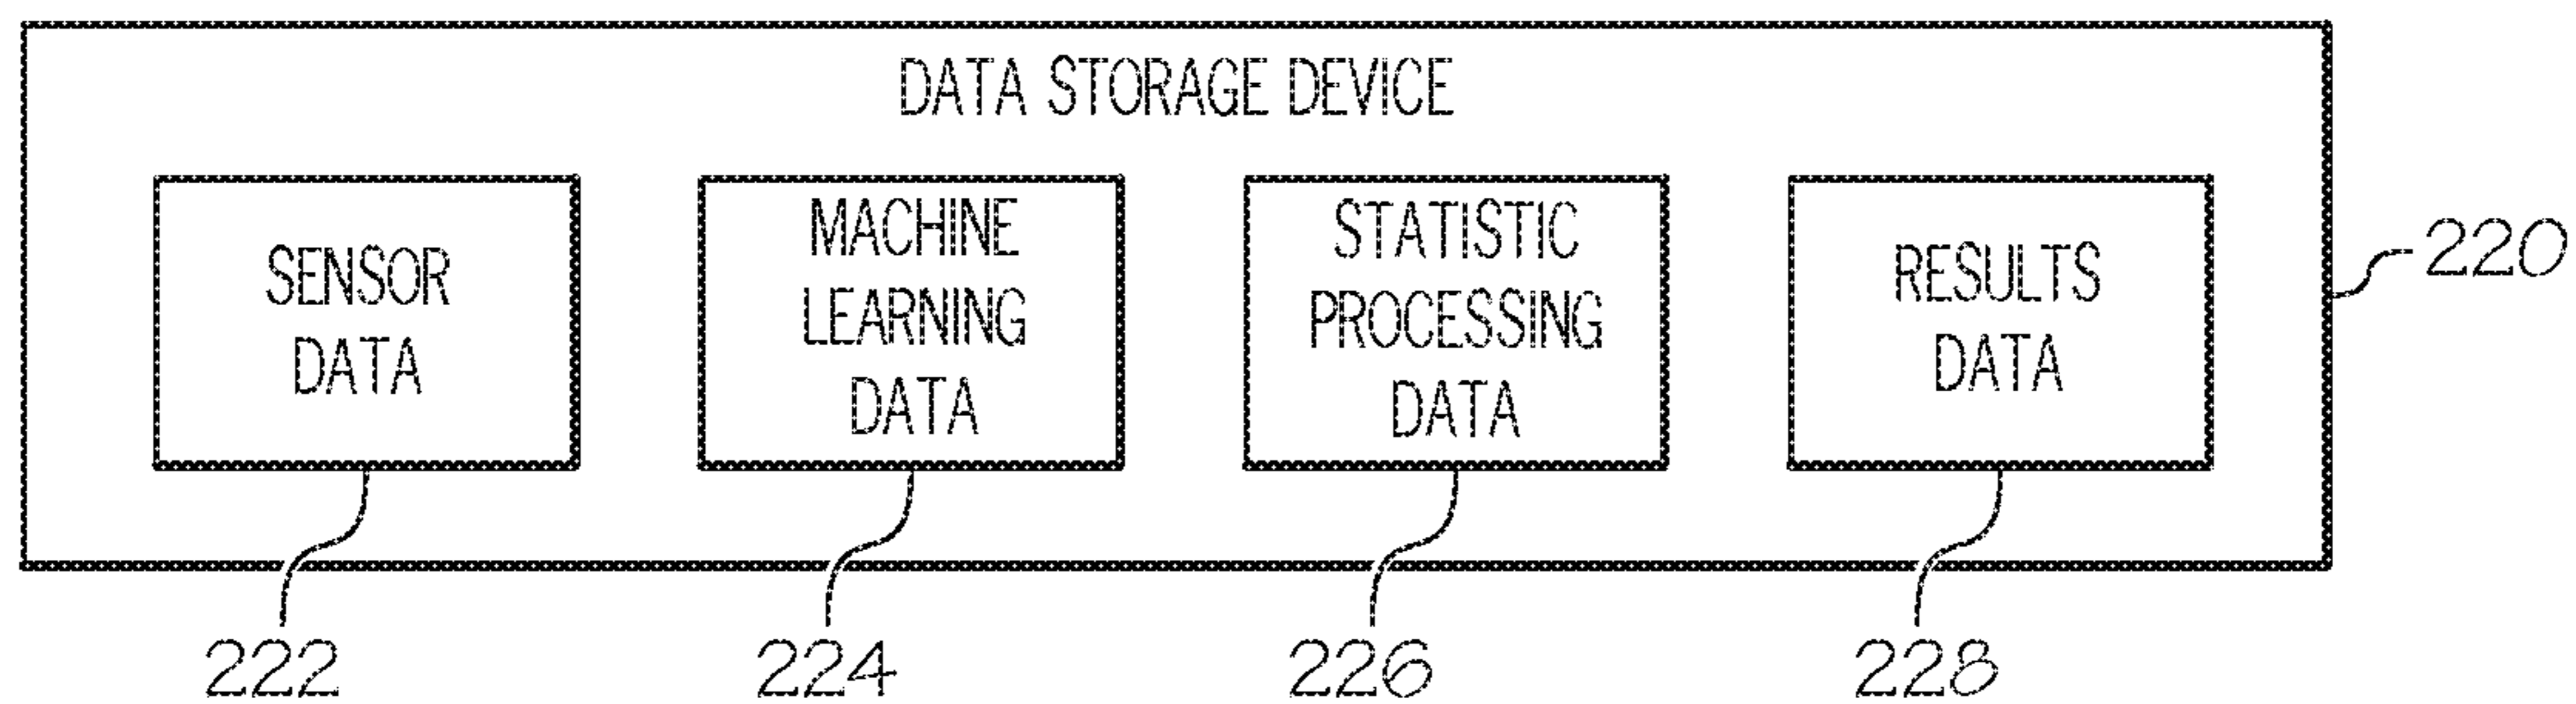 DATA STORAGE DEVICE
SENSOR
DATA
MACHINE
LEARNING
DATA
STATISTIC
PROCESSING
DATA
RESULTS
DATA
220
222
224
226
228